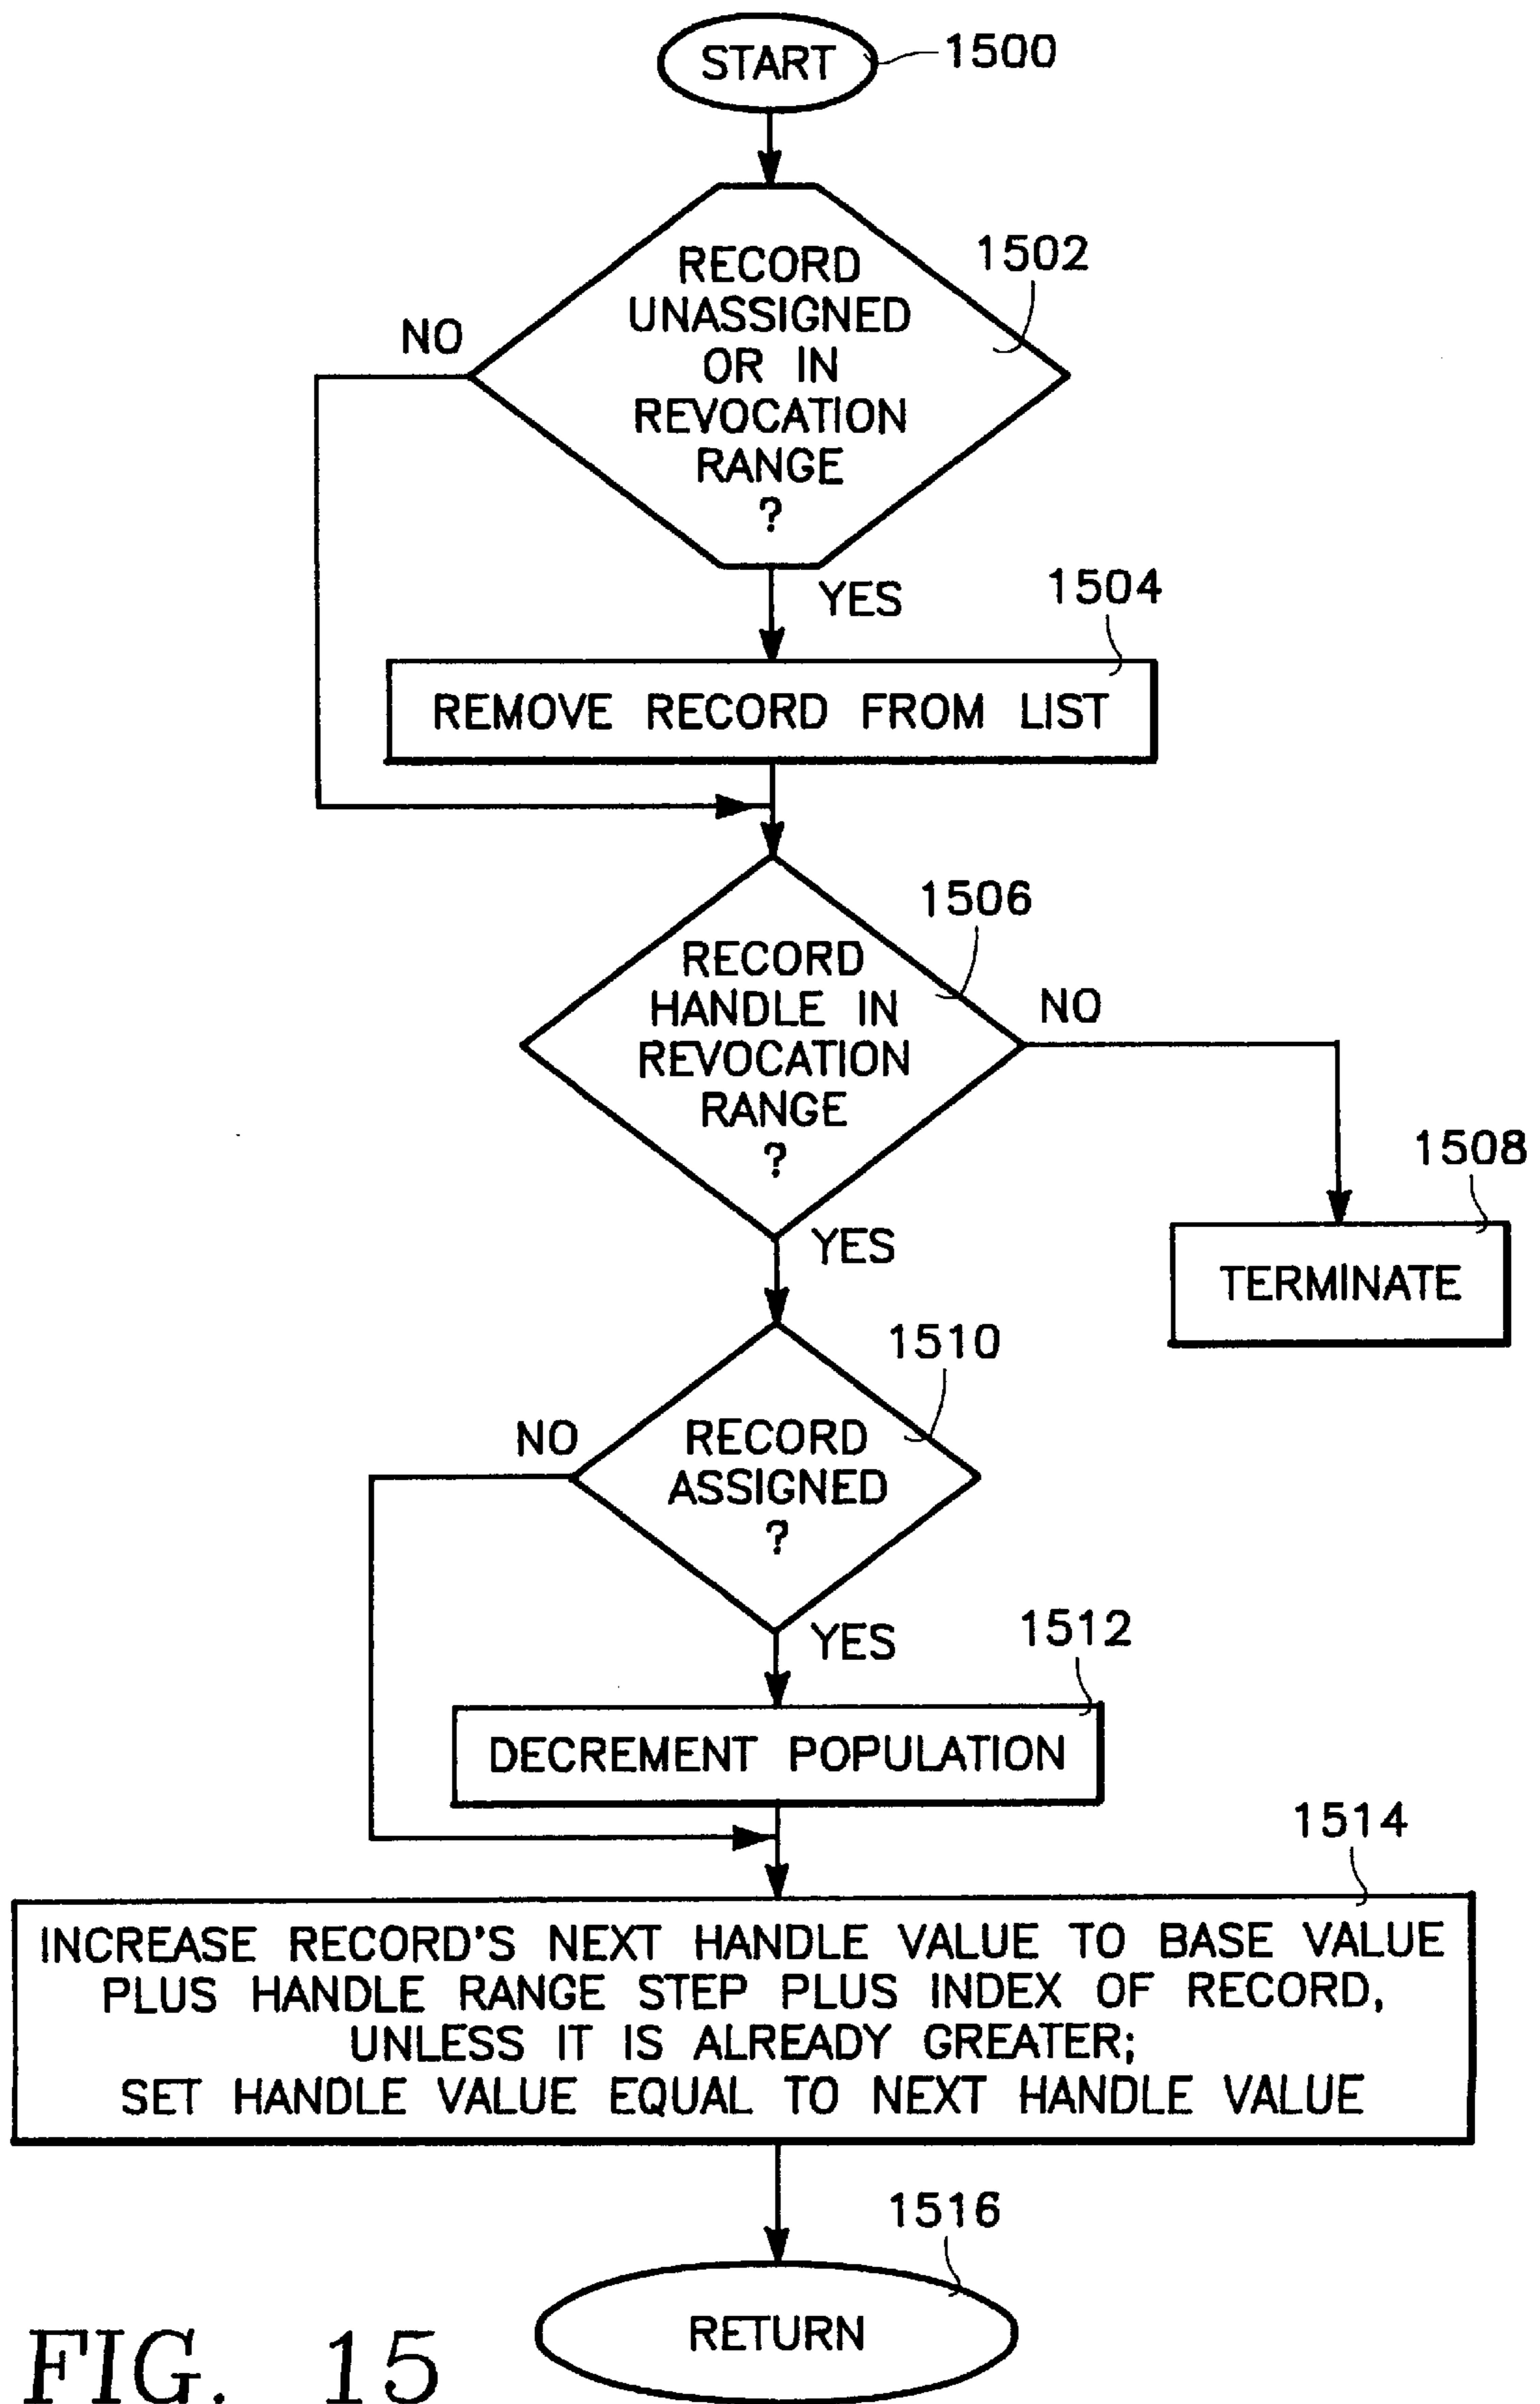 START
1500
1502
RECORD
UNASSIGNED
OR IN
REVOCATION
RANGE
?
NO
YES
1504
REMOVE RECORD FROM LIST
1506
RECORD
HANDLE IN
REVOCATION
RANGE
?
NO
1508
YES
TERMINATE
1510
NO
RECORD
ASSIGNED
?
YES
1512
DECREMENT POPULATION
1514
INCREASE RECORD'S NEXT HANDLE VALUE TO BASE VALUE
PLUS HANDLE RANGE STEP PLUS INDEX OF RECORD,
UNLESS IT IS ALREADY GREATER;
SET HANDLE VALUE EQUAL TO NEXT HANDLE VALUE
1516
RETURN
FIG. 15